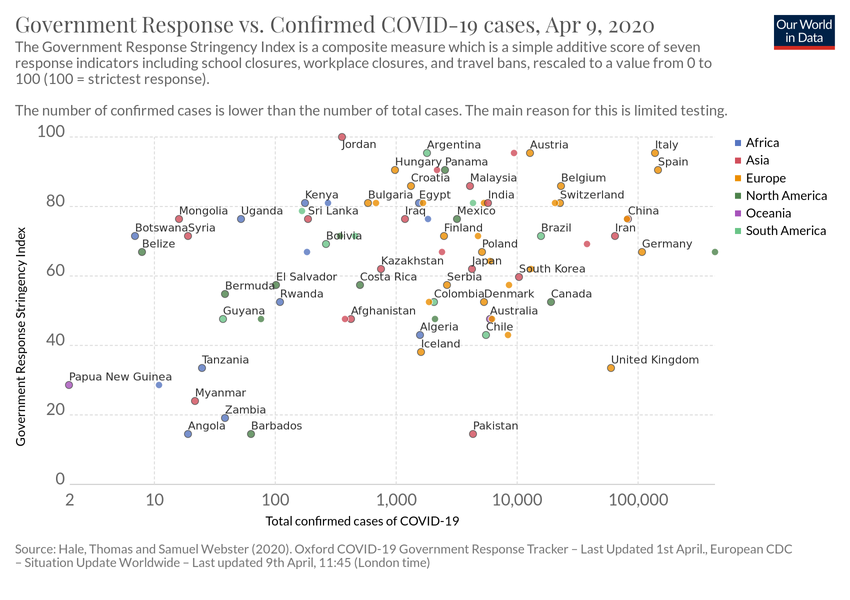 Government Response vs. Confirmed COVID-19 cases, Apr 9, 2020
Our World
in Data
The Government Response Stringency Index is a composite measure which is a simple additive score of seven
response indicators including school closures, workplace closures, and travel bans, rescaled to a value from 0 to
100 (100 = strictest response).
The number of confirmed cases is lower than the number of total cases. The main reason for this is limited testing.
Africa
Asia
Europe
North America
Oceania
South America
Government Response Stringency Index
100
80
60
40
20
0
Jordan
Argentina
Austria
Italy
Hungary
Panama
Spain
Croatia
Malaysia
Belgium
Kenya
Bulgaria
Egypt
India
Switzerland
Mongolia
Uganda
Sri Lanka
Iraq
Mexico
China
Botswana
Syria
Bolivia
Finland
Brazil
Iran
Belize
Poland
Germany
Kazakhstan
Japan
South Korea
Bermuda
El Salvador
Costa Rica
Serbia
Rwanda
Colombia
Denmark
Canada
Guyana
Afghanistan
Australia
Algeria
Chile
Iceland
Tanzania
United Kingdom
Papua New Guinea
Myanmar
Zambia
Angola
Barbados
Pakistan
2
10
100
1,000
10,000
100,000
Total confirmed cases of COVID-19
Source: Hale, Thomas and Samuel Webster (2020). Oxford COVID-19 Government Response Tracker – Last Updated 1st April., European CDC
– Situation Update Worldwide – Last updated 9th April, 11:45 (London time)